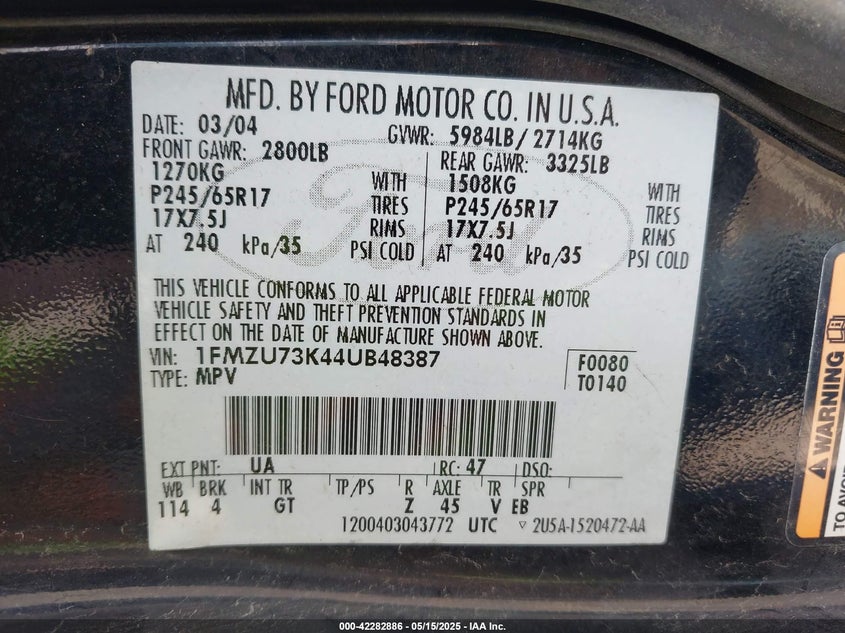 MFD. BY FORD MOTOR CO. IN U.S.A.
DATE: 03/04 GVWR: 5984LB/ 2714KG
FRONT GAWR: 2800LB REAR GAWR: 3325LB
1270KG WITH 1508KG WITH
P245/65R17 TIRES P245/65R17 TIRES
17X7.5J RIMS 17X7.5J RIMS
AT 240 kPa/35 PSI COLD AT 240 kPa/35 PSI COLD
Ford
THIS VEHICLE CONFORMS TO ALL APPLICABLE FEDERAL MOTOR
VEHICLE SAFETY AND THEFT PREVENTION STANDARDS IN
EFFECT ON THE DATE OF MANUFACTURE SHOWN ABOVE.
VIN: 1FMZU73K44UB48387 F0080
TYPE: MPV T0140
EXT PNT: UA RC: 47 DSO:
WB BRK INT TR TP/PS R AXLE TR SPR
114 4 GT Z 45 V EB
1200403043772 UTC ▽ 2U5A-1520472-AA
WARNING
TO AVOI
000-42282886 - 05/15/2025 - IAA Inc.